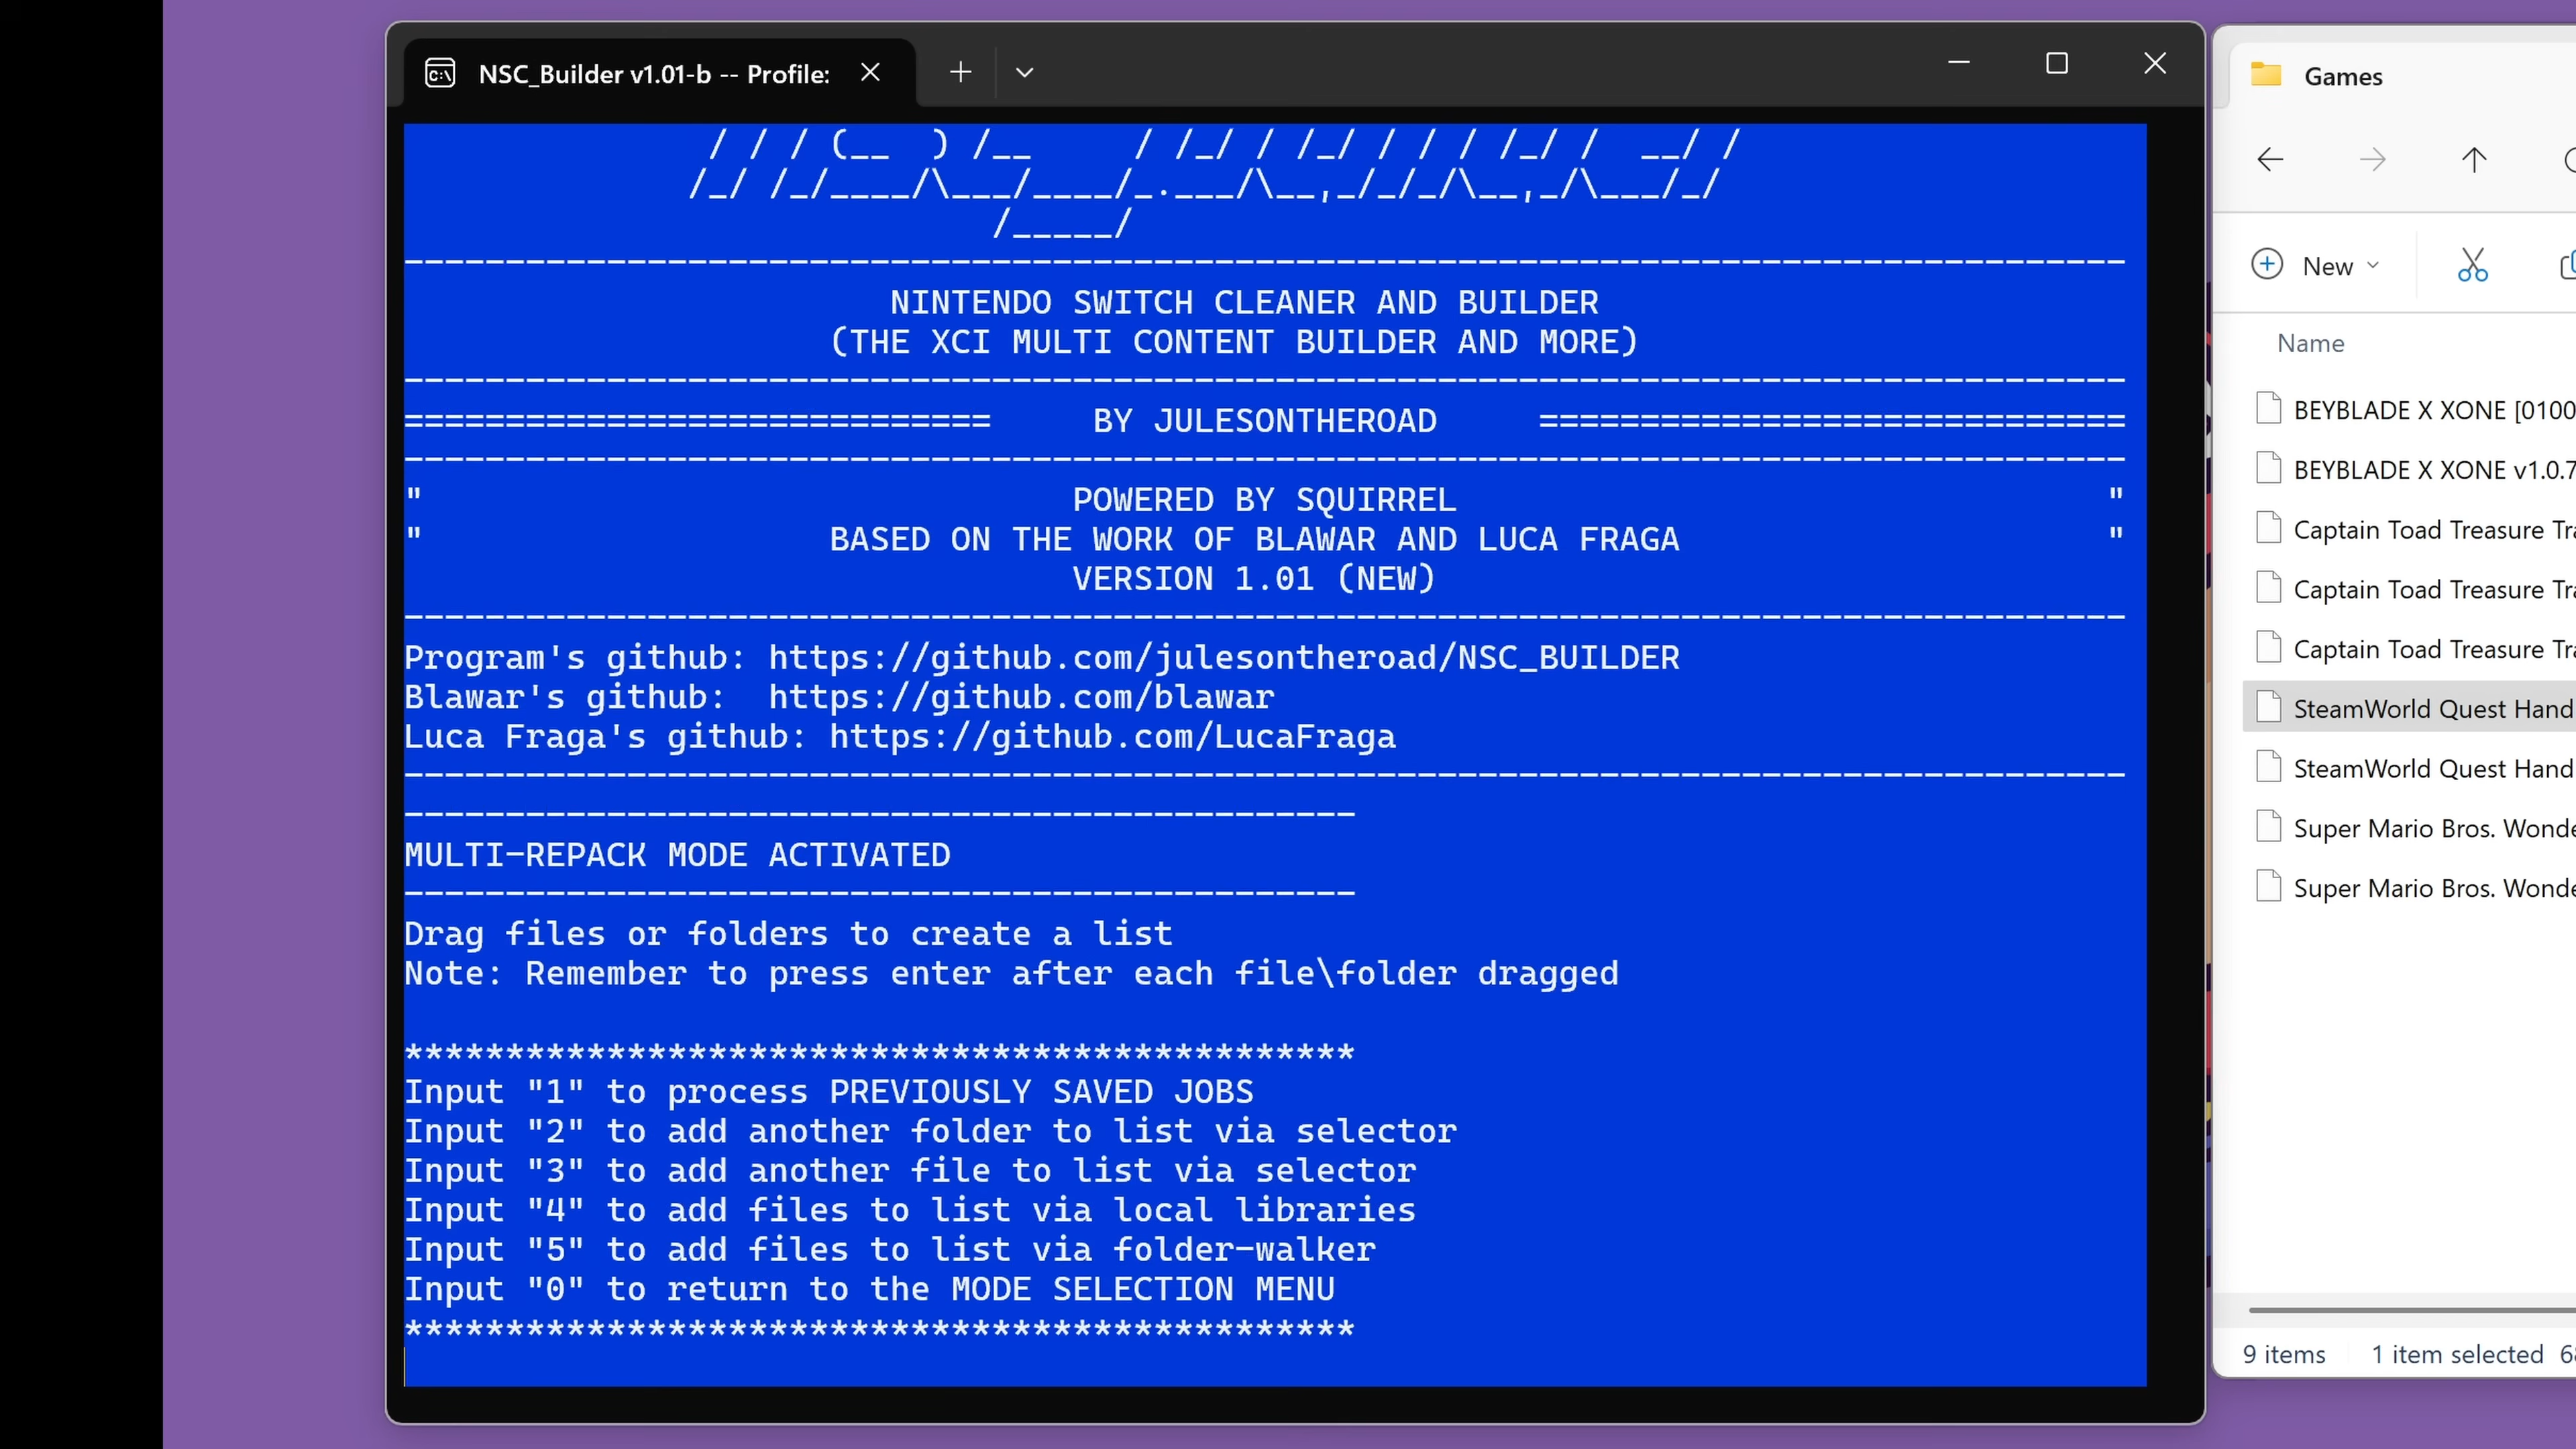 NSC_Builder v1.01-b -- Profile:
NINTENDO SWITCH CLEANER AND BUILDER
(THE XCI MULTI CONTENT BUILDER AND MORE)
=============================     BY JULESONTHEROAD     =============================
"                                POWERED BY SQUIRREL                                "
"                    BASED ON THE WORK OF BLAWAR AND LUCA FRAGA                     "
VERSION 1.01 (NEW)
Program's github: https://github.com/julesontheroad/NSC_BUILDER
Blawar's github:  https://github.com/blawar
Luca Fraga's github: https://github.com/LucaFraga
MULTI-REPACK MODE ACTIVATED
Drag files or folders to create a list
Note: Remember to press enter after each file\folder dragged
***********************************************
Input "1" to process PREVIOUSLY SAVED JOBS
Input "2" to add another folder to list via selector
Input "3" to add another file to list via selector
Input "4" to add files to list via local libraries
Input "5" to add files to list via folder-walker
Input "0" to return to the MODE SELECTION MENU
***********************************************
Games
New
Name
BEYBLADE X XONE [0100
BEYBLADE X XONE v1.0.7
Captain Toad Treasure Tra
Captain Toad Treasure Tra
Captain Toad Treasure Tra
SteamWorld Quest Hand
SteamWorld Quest Hand
Super Mario Bros. Wonde
Super Mario Bros. Wonde
9 items
1 item selected